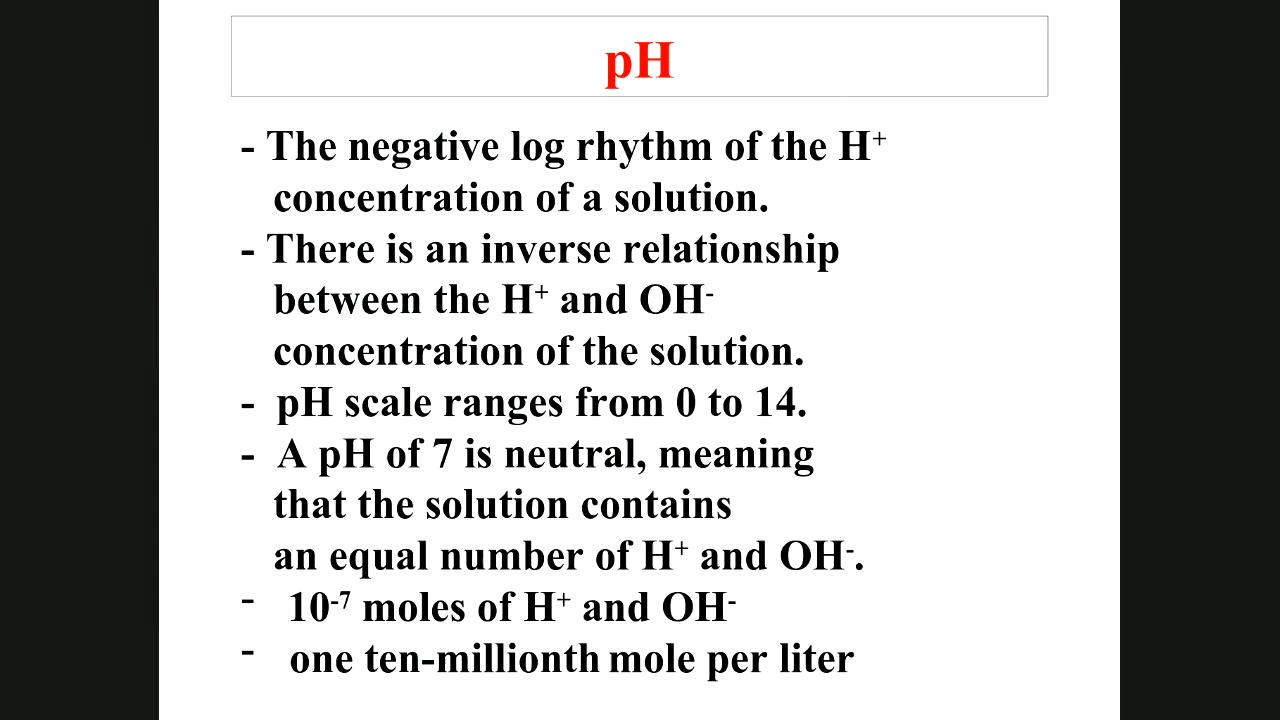 pH
- The negative log rhythm of the H⁺
concentration of a solution.
- There is an inverse relationship
between the H⁺ and OH⁻
concentration of the solution.
- pH scale ranges from 0 to 14.
- A pH of 7 is neutral, meaning
that the solution contains
an equal number of H⁺ and OH⁻.
- 10⁻⁷ moles of H⁺ and OH⁻
- one ten-millionth mole per liter